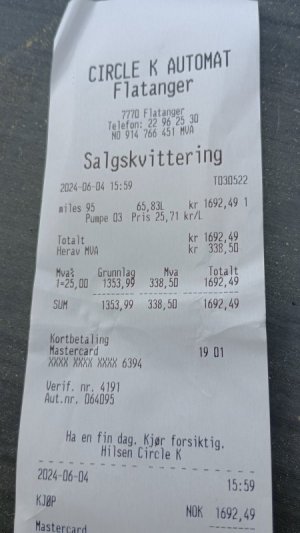 CIRCLE K AUTOMAT
Flatanger
7770 Flatanger
Telefon: 22 96 25 30
NO 914 766 451 MVA
Salgskvittering
2024-06-04 15:59 T030522
miles 95 65,83L kr 1692,49 1
Pumpe 03 Pris 25,71 kr/L
Totalt kr 1692,49
Herav MVA kr 338,50
Mva% Grunnlag Mva Totalt
1=25,00 1353,99 338,50 1692,49
SUM 1353,99 338,50 1692,49
Kortbetaling
Mastercard 19 01
XXXX XXXX XXXX 6394
Verif. nr. 4191
Aut.nr. 064095
Ha en fin dag. Kjør forsiktig.
Hilsen Circle K
2024-06-04 15:59
KJØP NOK 1692,49
Mastercard